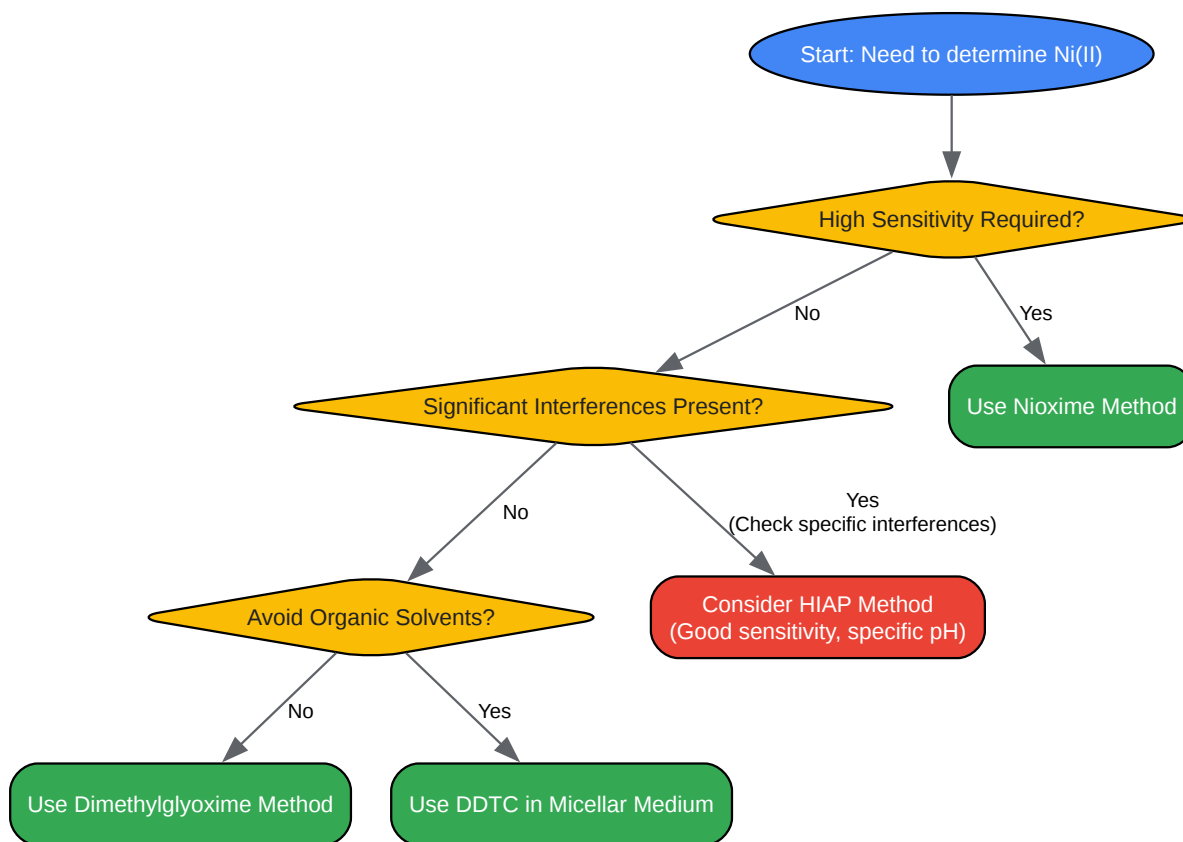 Start: Need to determine Ni(II)
High Sensitivity Required?
No
Yes
Significant Interferences Present?
Use Nioxime Method
No
Yes
(Check specific interferences)
Avoid Organic Solvents?
Consider HIAP Method
(Good sensitivity, specific pH)
No
Yes
Use Dimethylglyoxime Method
Use DDTC in Micellar Medium